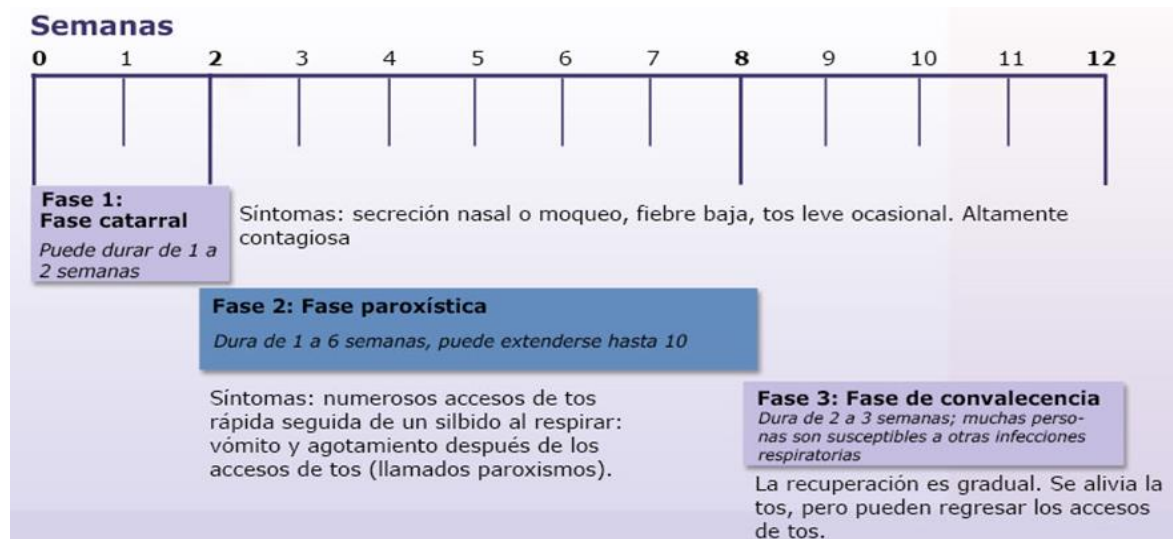 Semanas
0 1 2 3 4 5 6 7 8 9 10 11 12
Fase 1:
Fase catarral
Puede durar de 1 a
2 semanas
Síntomas: secreción nasal o moqueo, fiebre baja, tos leve ocasional. Altamente
contagiosa
Fase 2: Fase paroxística
Dura de 1 a 6 semanas, puede extenderse hasta 10
Síntomas: numerosos accesos de tos
rápida seguida de un silbido al respirar:
vómito y agotamiento después de los
accesos de tos (llamados paroxismos).
Fase 3: Fase de convalecencia
Dura de 2 a 3 semanas; muchas perso-
nas son susceptibles a otras infecciones
respiratorias
La recuperación es gradual. Se alivia la
tos, pero pueden regresar los accesos
de tos.